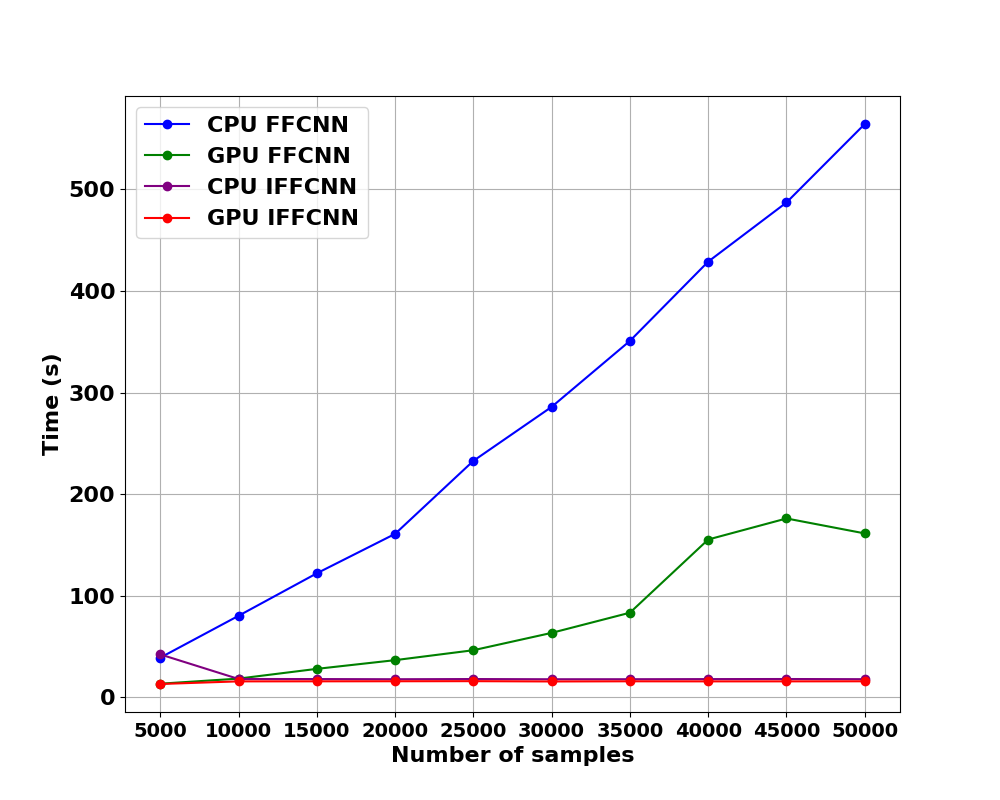 CPU FFCNN
GPU FFCNN
CPU IFFCNN
GPU IFFCNN
500
400
300
200
100
0
Time (s)
5000 10000 15000 20000 25000 30000 35000 40000 45000 50000
Number of samples